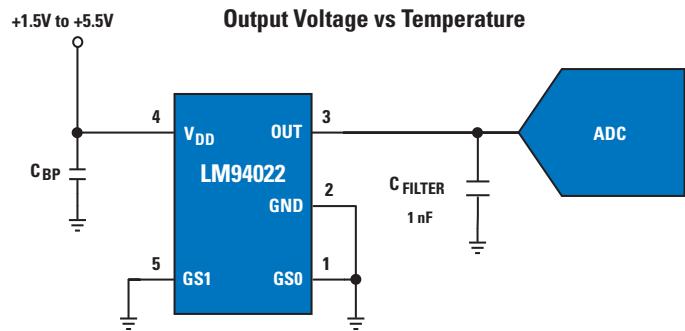 Output Voltage vs Temperature
+1.5V to +5.5V
4
VDD
OUT
3
ADC
CBP
LM94022
CFILTER
1 nF
2
GND
5
GS1
GS0
1